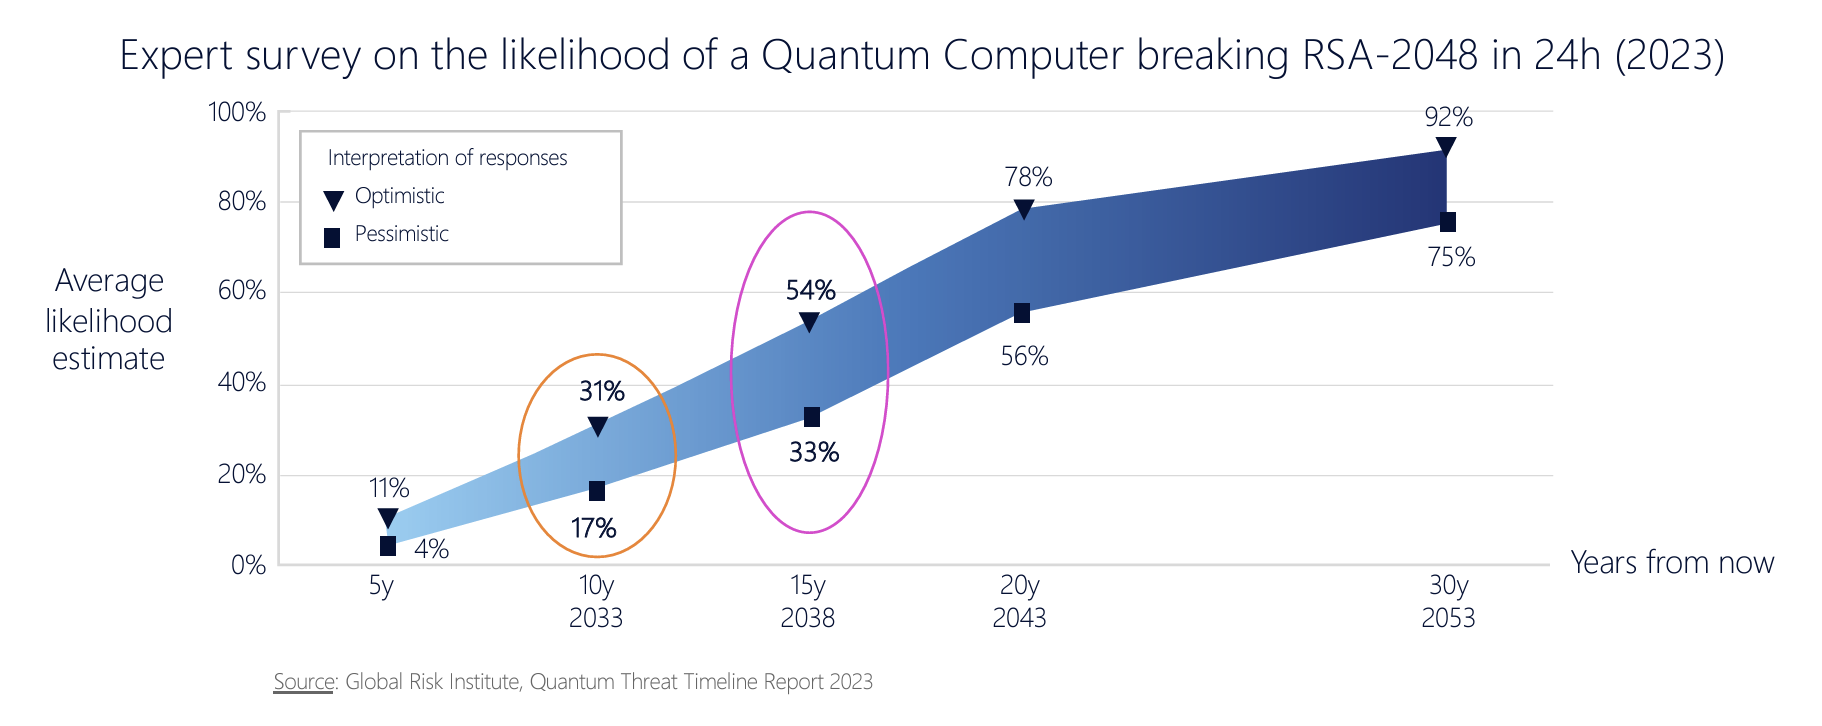 Expert survey on the likelihood of a Quantum Computer breaking RSA-2048 in 24h (2023)
100%
80%
60%
40%
20%
0%
Average
likelihood
estimate
Interpretation of responses
Optimistic
Pessimistic
11%
4%
31%
17%
54%
33%
78%
56%
92%
75%
5y
10y
2033
15y
2038
20y
2043
30y
2053
Years from now
Source: Global Risk Institute, Quantum Threat Timeline Report 2023